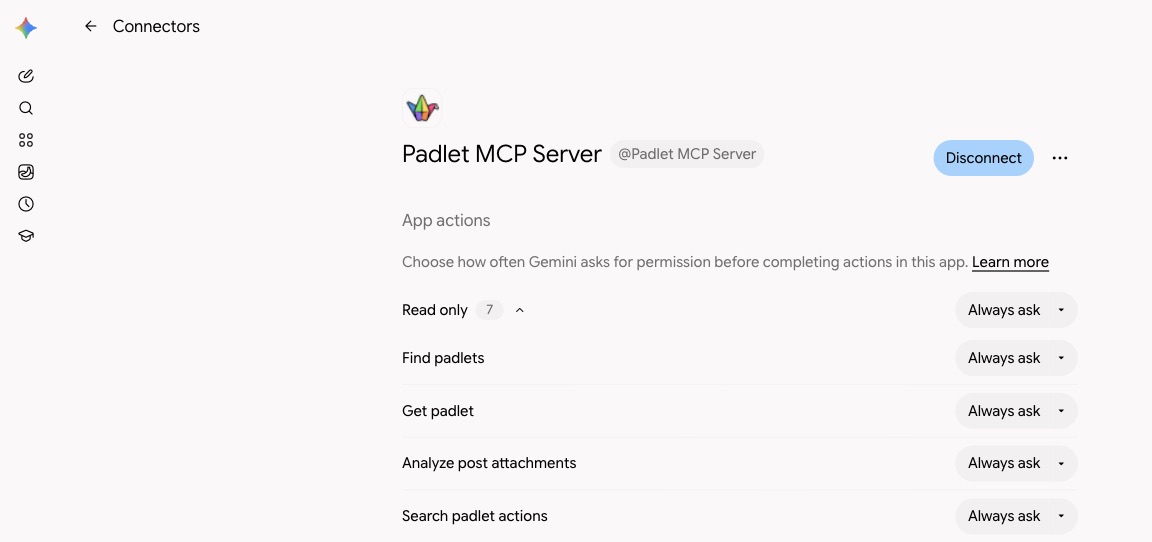 Connectors
Padlet MCP Server @Padlet MCP Server
Disconnect
App actions
Choose how often Gemini asks for permission before completing actions in this app. Learn more
Read only 7 Always ask
Find padlets Always ask
Get padlet Always ask
Analyze post attachments Always ask
Search padlet actions Always ask